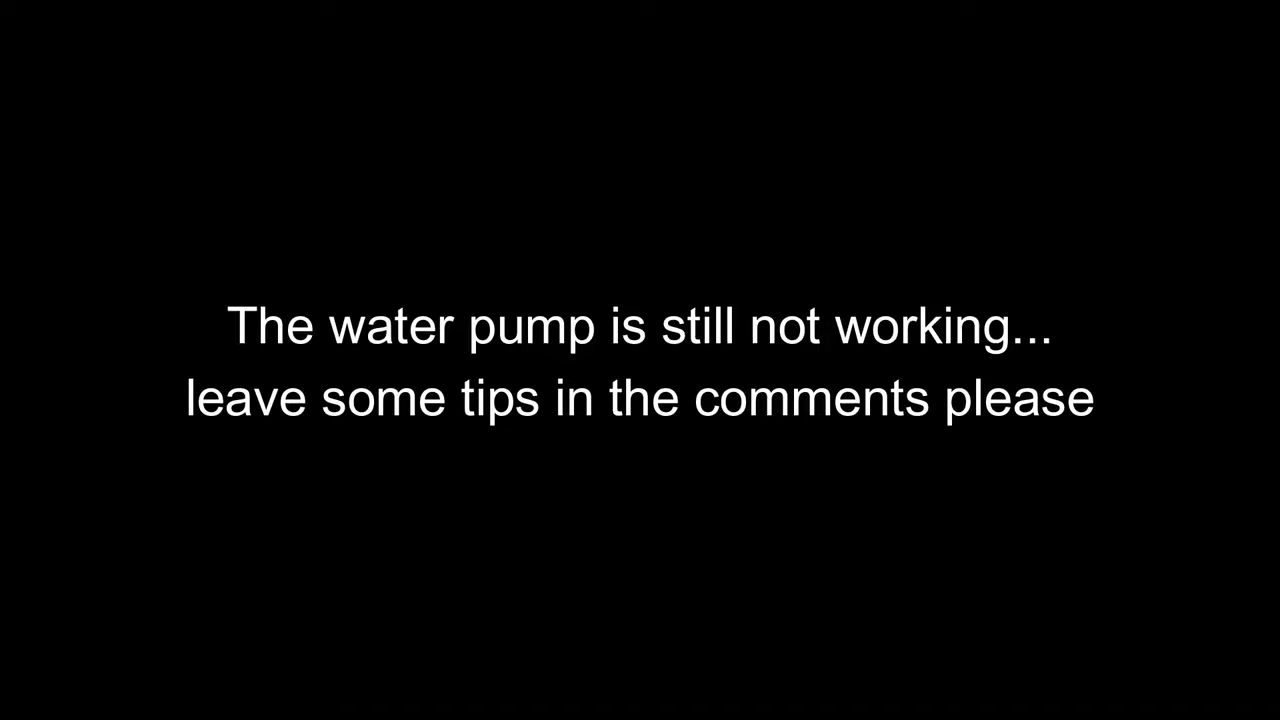 The water pump is still not working...
leave some tips in the comments please